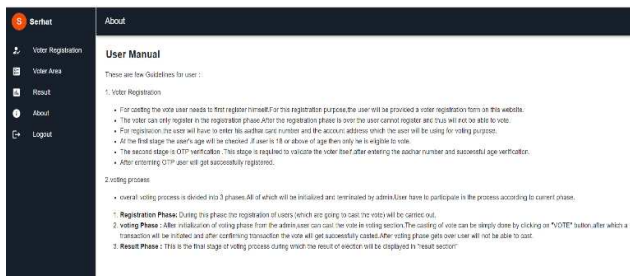 S Serhat
About
Voter Registration
Voter Area
Result
About
Logout
User Manual
These are few Guidelines for user :
1. Voter Registration
For casting the vote user needs to first register himself.For this registration purpose,the user will be provided a voter registration form on this website.
The voter can only register in the registration phase.After the registration phase is over the user cannot register and thus will not be able to vote.
For registration the user will have to enter his aadhar card number and the account address which the user will be using for voting purpose.
At the first stage the user's age will be checked .If user is 18 or above of age then only he is eligible to vote.
The second stage is OTP verification .This stage is required to validate the voter itself.after entering the aadhar number and successful age verification.
After enterning OTP user will get successfully registered.
2.voting process
overall voting process is divided into 3 phases.All of which will be initialized and terminated by admin.User have to participate in the process according to current phase.
1. Registration Phase: During this phase the registration of users (which are going to cast the vote) will be carried out.
2. voting Phase : After initialization of voting phase from the admin,user can cast the vote in voting section.The casting of vote can be simply done by clicking on "VOTE" button,after which a
transaction will be initiated and after confirming transaction the vote will get successfully casted.After voting phase gets over user will not be able to cast.
3. Result Phase : This is the final stage of voting process during which the result of election will be displayed in "result section"